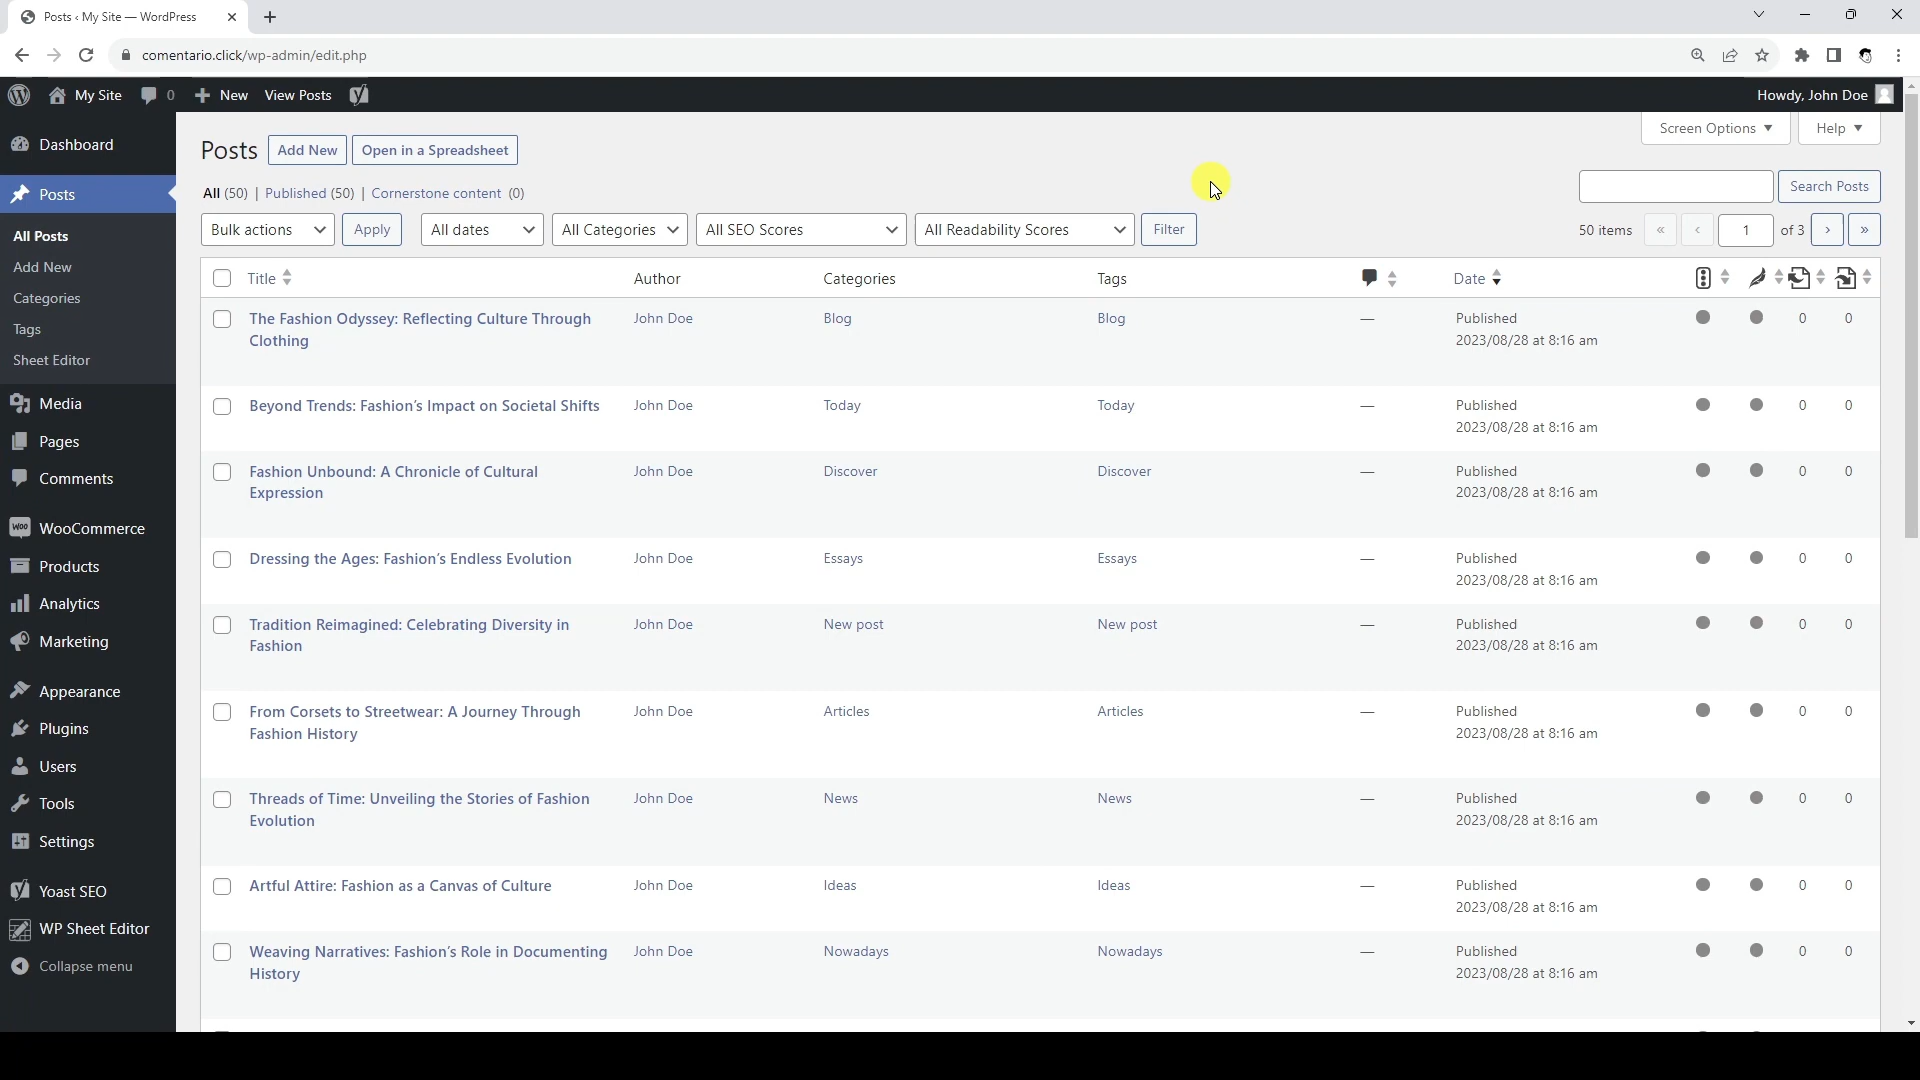 Posts ‹ My Site — WordPress
comentario.click/wp-admin/edit.php
My Site 0 New View Posts Howdy, John Doe
Dashboard
Posts
All Posts
Add New
Categories
Tags
Sheet Editor
Media
Pages
Comments
WooCommerce
Products
Analytics
Marketing
Appearance
Plugins
Users
Tools
Settings
Yoast SEO
WP Sheet Editor
Collapse menu
Screen Options ▼ Help ▼
Posts Add New Open in a Spreadsheet
All (50) | Published (50) | Cornerstone content (0)
Search Posts
Bulk actions Apply All dates All Categories All SEO Scores All Readability Scores Filter 50 items « ‹ 1 of 3 › »
Title Author Categories Tags Date
The Fashion Odyssey: Reflecting Culture Through John Doe Blog Blog — Published 0 0
Clothing 2023/08/28 at 8:16 am
Beyond Trends: Fashion’s Impact on Societal Shifts John Doe Today Today — Published 0 0
2023/08/28 at 8:16 am
Fashion Unbound: A Chronicle of Cultural John Doe Discover Discover — Published 0 0
Expression 2023/08/28 at 8:16 am
Dressing the Ages: Fashion’s Endless Evolution John Doe Essays Essays — Published 0 0
2023/08/28 at 8:16 am
Tradition Reimagined: Celebrating Diversity in John Doe New post New post — Published 0 0
Fashion 2023/08/28 at 8:16 am
From Corsets to Streetwear: A Journey Through John Doe Articles Articles — Published 0 0
Fashion History 2023/08/28 at 8:16 am
Threads of Time: Unveiling the Stories of Fashion John Doe News News — Published 0 0
Evolution 2023/08/28 at 8:16 am
Artful Attire: Fashion as a Canvas of Culture John Doe Ideas Ideas — Published 0 0
2023/08/28 at 8:16 am
Weaving Narratives: Fashion’s Role in Documenting John Doe Nowadays Nowadays — Published 0 0
History 2023/08/28 at 8:16 am